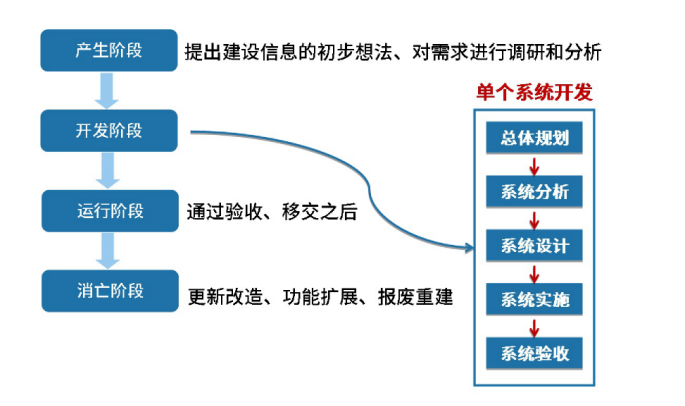 产生阶段
提出建设信息的初步想法、对需求进行调研和分析
开发阶段
运行阶段
通过验收、移交之后
消亡阶段
更新改造、功能扩展、报废重建
单个系统开发
总体规划
系统分析
系统设计
系统实施
系统验收